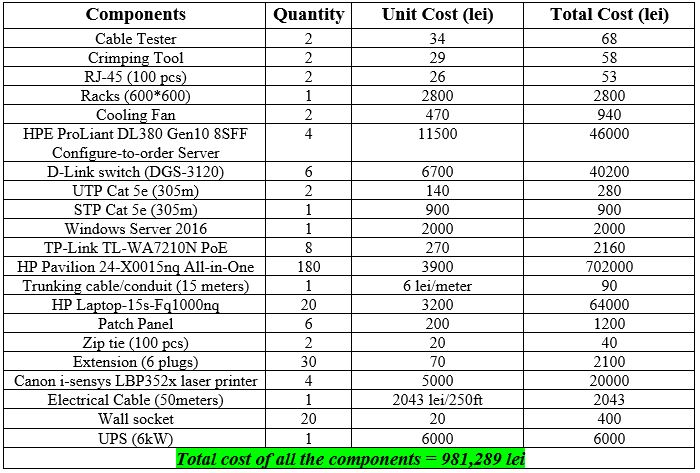 Components Quantity Unit Cost (lei) Total Cost (lei)
Cable Tester 2 34 68
Crimping Tool 2 29 58
RJ-45 (100 pcs) 2 26 53
Racks (600*600) 1 2800 2800
Cooling Fan 2 470 940
HPE ProLiant DL380 Gen10 8SFF 4 11500 46000
Configure-to-order Server
D-Link switch (DGS-3120) 6 6700 40200
UTP Cat 5e (305m) 2 140 280
STP Cat 5e (305m) 1 900 900
Windows Server 2016 1 2000 2000
TP-Link TL-WA7210N PoE 8 270 2160
HP Pavilion 24-X0015nq All-in-One 180 3900 702000
Trunking cable/conduit (15 meters) 1 6 lei/meter 90
HP Laptop-15s-Fq1000nq 20 3200 64000
Patch Panel 6 200 1200
Zip tie (100 pcs) 2 20 40
Extension (6 plugs) 30 70 2100
Canon i-sensys LBP352x laser printer 4 5000 20000
Electrical Cable (50meters) 1 2043 lei/250ft 2043
Wall socket 20 20 400
UPS (6kW) 1 6000 6000
Total cost of all the components = 981,289 lei